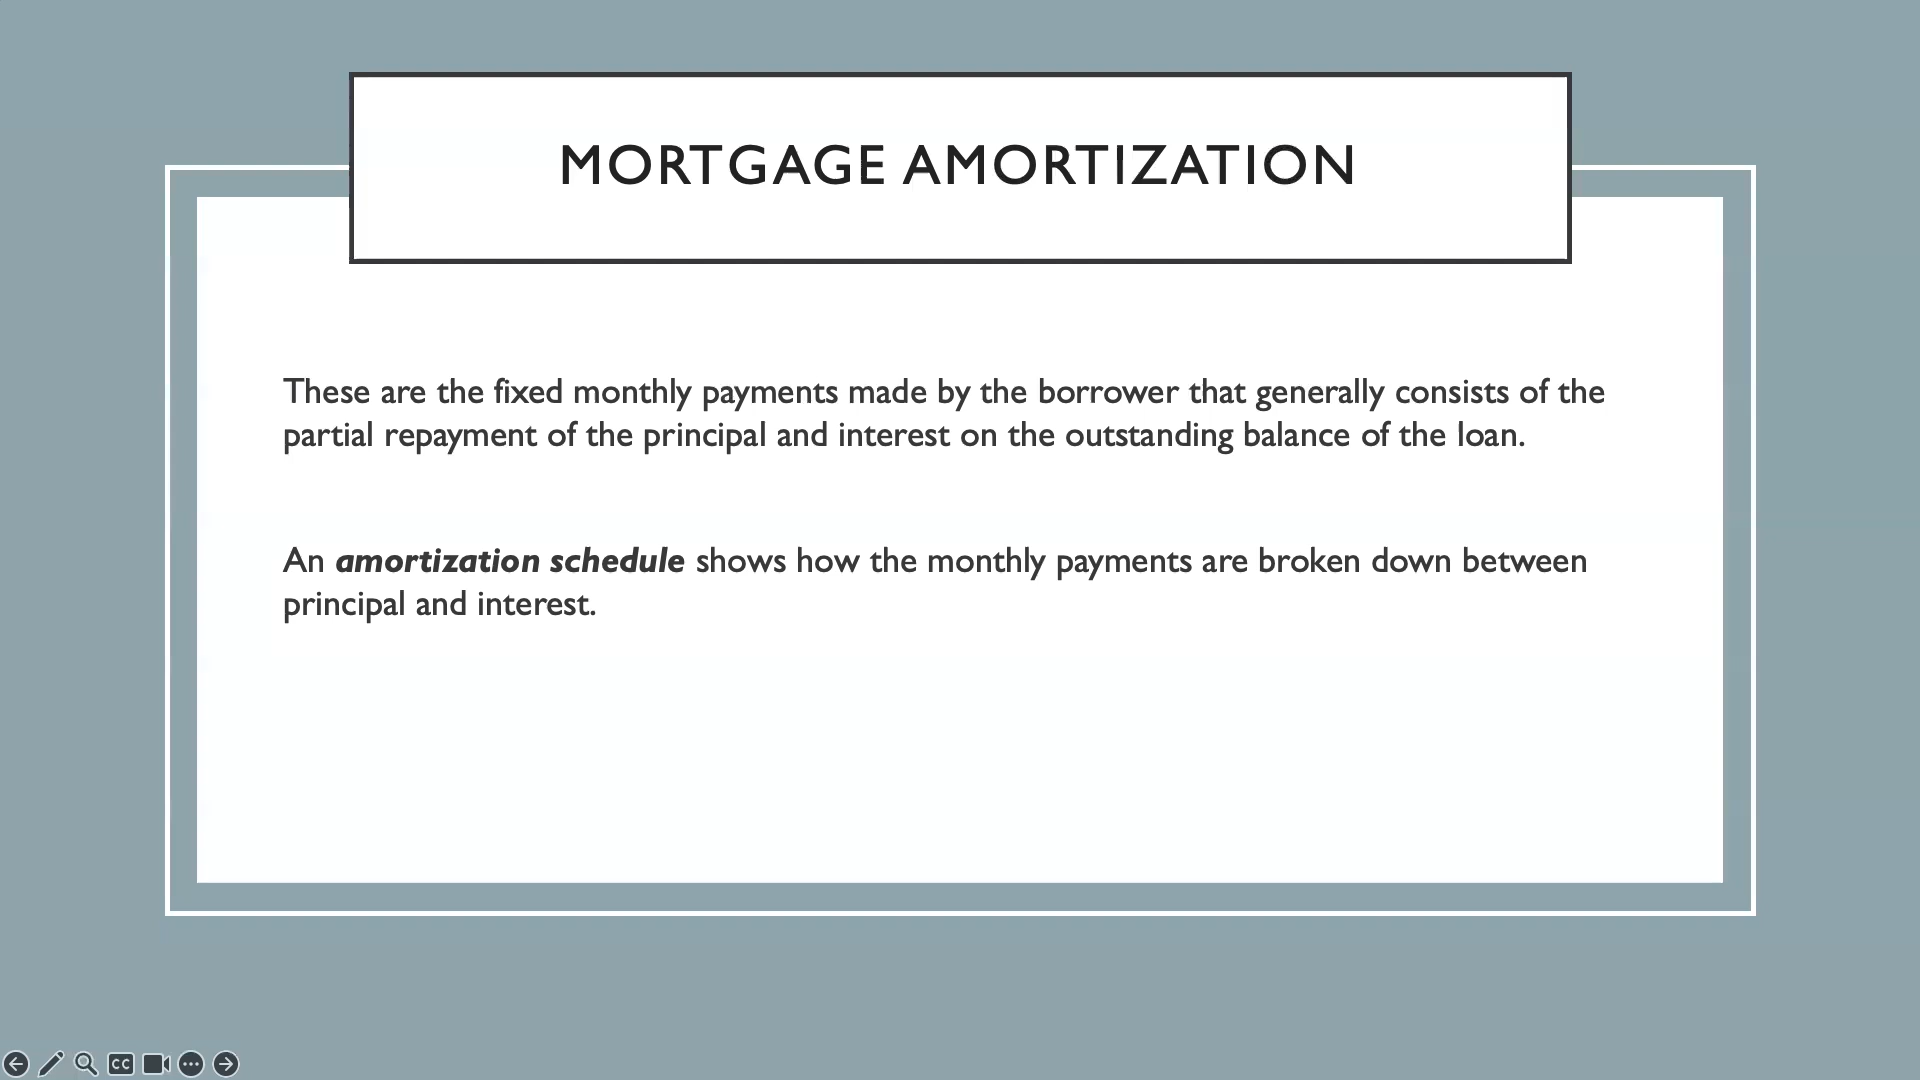 MORTGAGE AMORTIZATION
These are the fixed monthly payments made by the borrower that generally consists of the
partial repayment of the principal and interest on the outstanding balance of the loan.
An amortization schedule shows how the monthly payments are broken down between
principal and interest.
CC